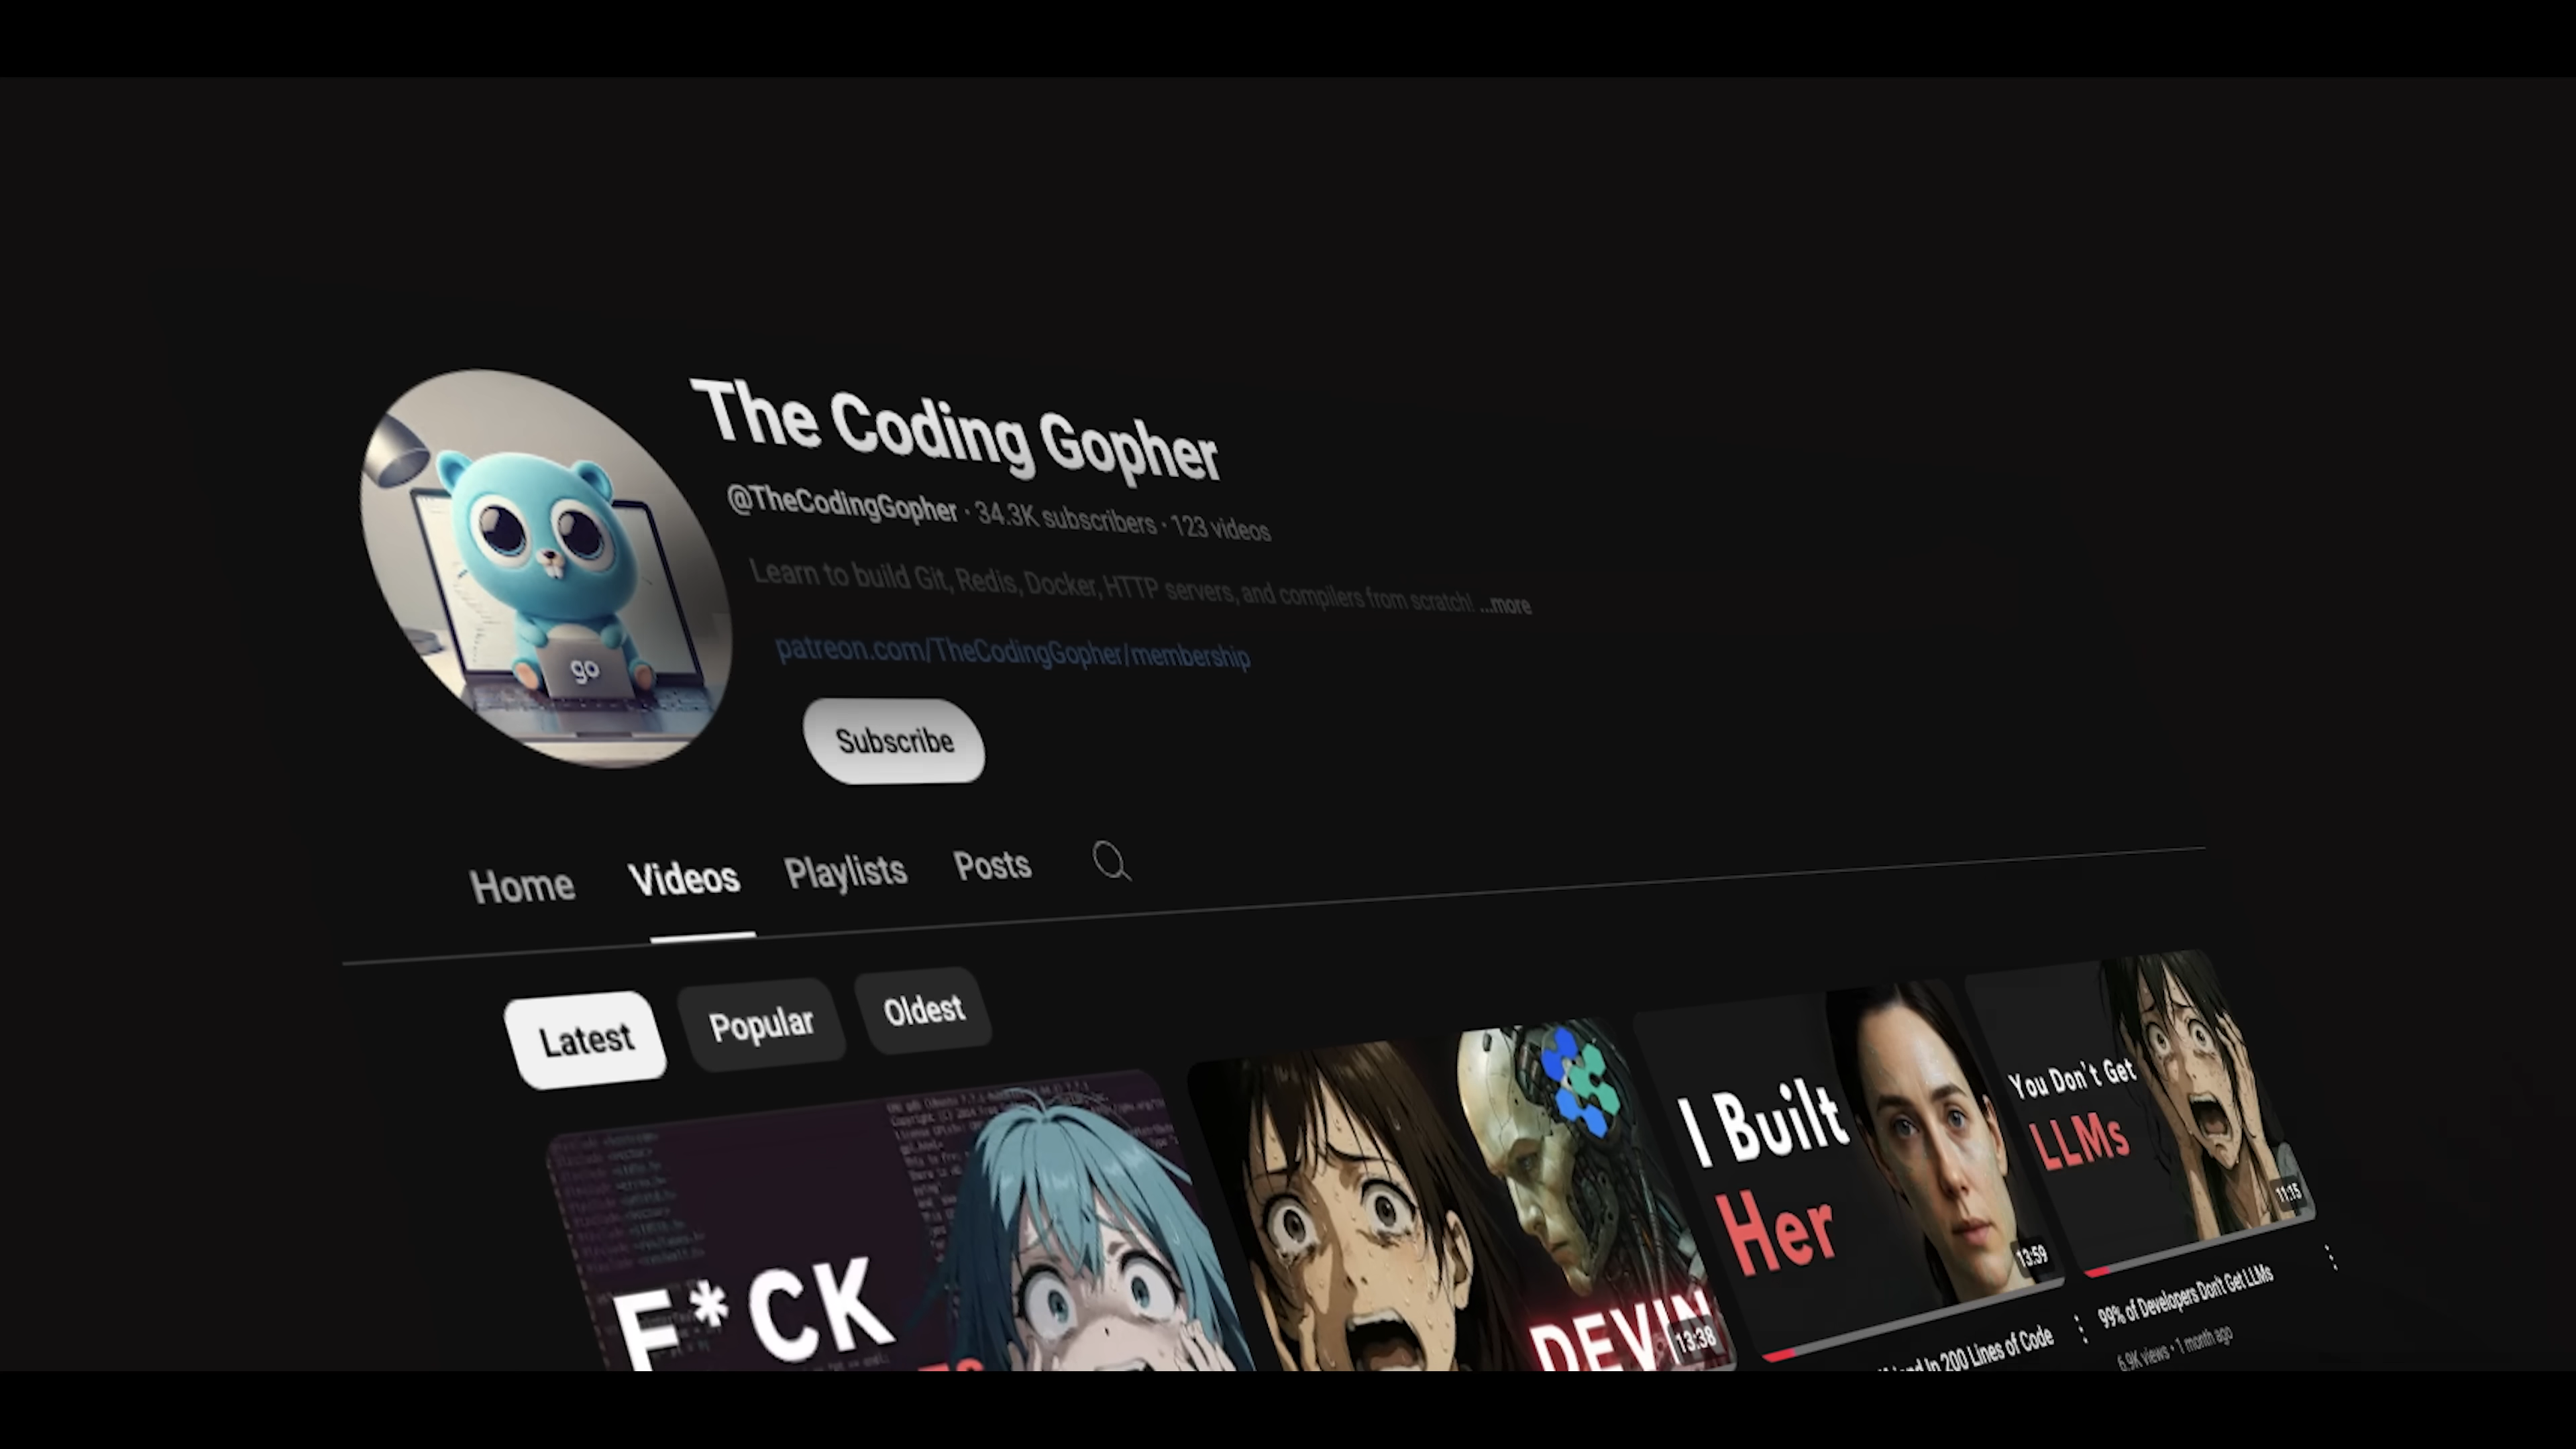 The Coding Gopher
@TheCodingGopher · 34.3K subscribers · 123 videos
Learn to build Git, Redis, Docker, HTTP servers, and compilers from scratch! ...more
patreon.com/TheCodingGopher/membership
Subscribe
go
Home Videos Playlists Posts
Latest Popular Oldest
F*CK
DEVIN
13:38
I Built
Her
13:59
In 200 Lines of Code
You Don't Get
LLMs
11:15
99% of Developers Don't Get LLMs
6.9K views • 1 month ago